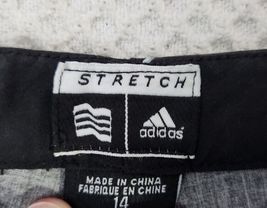 STRETCH
adidas
MADE IN CHINA
FABRIQUE EN CHINE
14